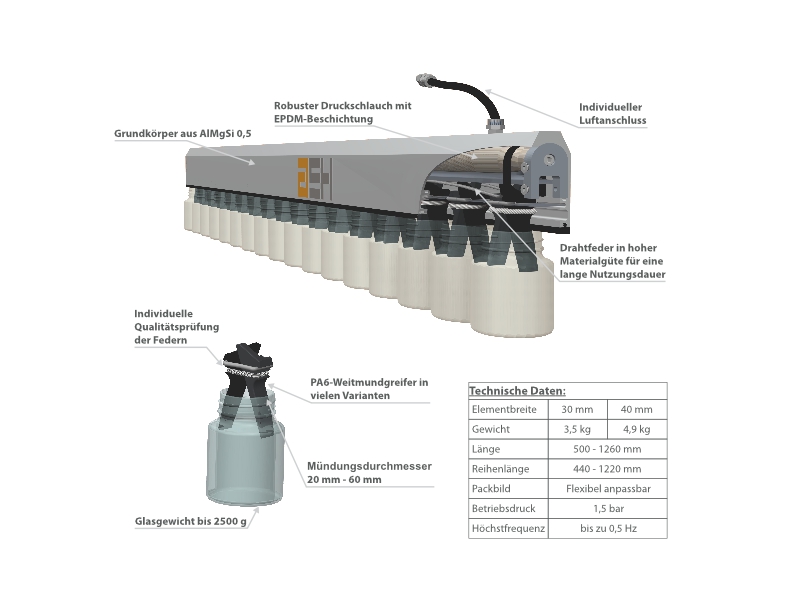 Robuster Druckschlauch mit
EPDM-Beschichtung
Individueller
Luftanschluss
Grundkörper aus AlMgSi 0,5
Drahtfeder in hoher
Materialgüte für eine
lange Nutzungsdauer
Individuelle
Qualitätsprüfung
der Federn
PA6-Weitmundgreifer in
vielen Varianten
Mündungsdurchmesser
20 mm - 60 mm
Glasgewicht bis 2500 g
Technische Daten:
Elementbreite 30 mm 40 mm
Gewicht 3,5 kg 4,9 kg
Länge 500 - 1260 mm
Reihenlänge 440 - 1220 mm
Packbild Flexibel anpassbar
Betriebsdruck 1,5 bar
Höchstfrequenz bis zu 0,5 Hz